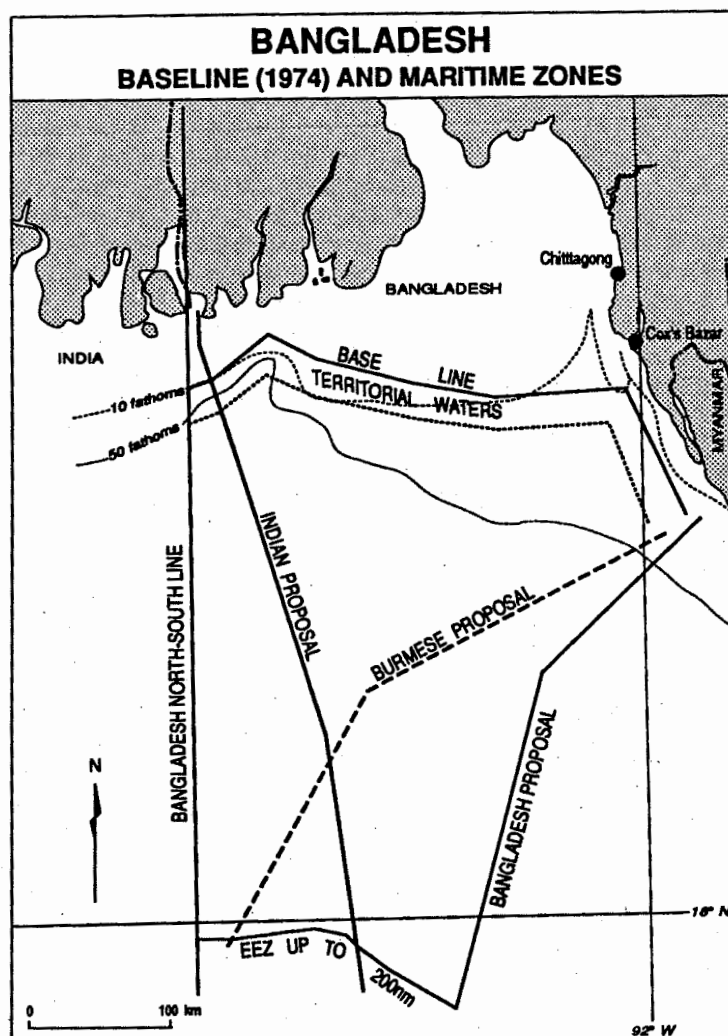 BANGLADESH
BASELINE (1974) AND MARITIME ZONES
Chitttagong
BANGLADESH
Cox's Bazar
INDIA
BASE LINE
MYANMAR
10 fathoms
TERRITORIAL WATERS
50 fathoms
INDIAN PROPOSAL
BURMESE PROPOSAL
BANGLADESH NORTH-SOUTH LINE
BANGLADESH PROPOSAL
N
18° N
EEZ UP TO 200nm
0 100 km
92° W